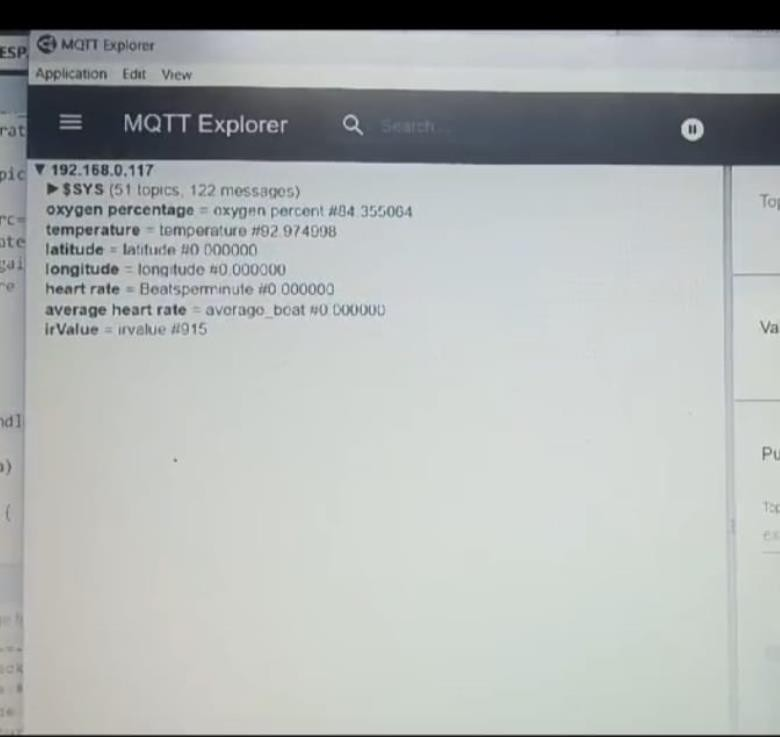 ESP
MQTT Explorer
Application Edit View
MQTT Explorer
Search...
192.168.0.117
$SYS (51 topics, 122 messages)
oxygen percentage = oxygen percent #84.355064
temperature = temperature #92.974998
latitude = latitude #0.000000
longitude = longitude #0.000000
heart rate = Beatsperminute #0.000000
average heart rate = average_beat #0.000000
irValue = irvalue #915
rat
pic
rc=
ate
gai
re
nd]
)
{
Top
Va
Pu
Top
ex